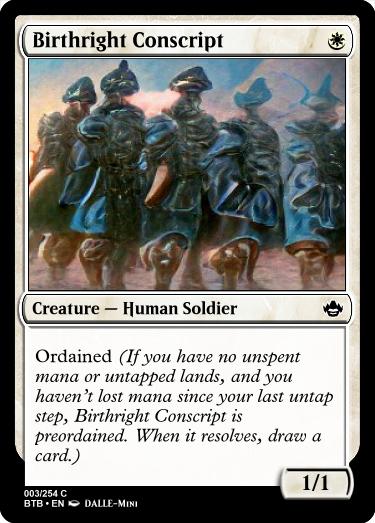 Birthright Conscript
Creature — Human Soldier
Ordained (If you have no unspent
mana or untapped lands, and you
haven't lost mana since your last untap
step, Birthright Conscript is
preordained. When it resolves, draw a
card.)
1/1
003/254 C
BTB • EN DALLE-Mini